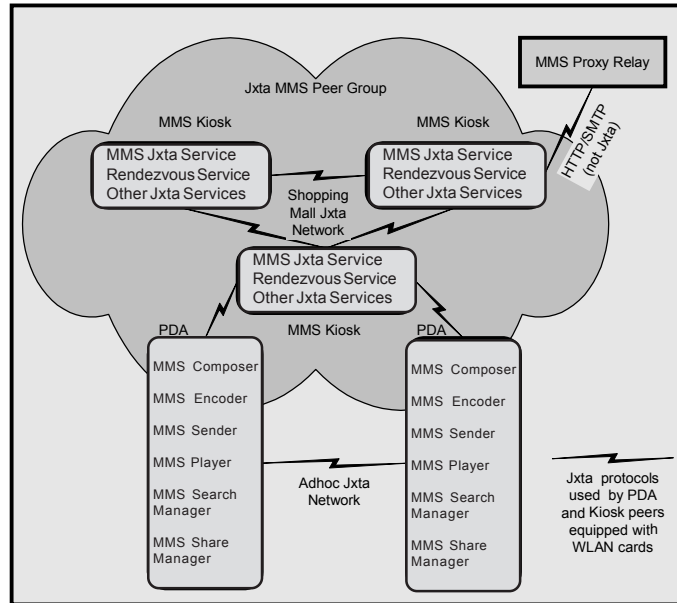 MMS Proxy Relay
Jxta MMS Peer Group
MMS Kiosk
MMS Kiosk
HTTP/SMTP
(not Jxta)
MMS Jxta Service
Rendezvous Service
Other Jxta Services
MMS Jxta Service
Rendezvous Service
Other Jxta Services
Shopping
Mall Jxta
Network
MMS Jxta Service
Rendezvous Service
Other Jxta Services
PDA
MMS Kiosk
PDA
MMS Composer
MMS Encoder
MMS Sender
MMS Player
MMS Search
Manager
MMS Share
Manager
Adhoc Jxta
Network
MMS Composer
MMS Encoder
MMS Sender
MMS Player
MMS Search
Manager
MMS Share
Manager
Jxta protocols
used by PDA
and Kiosk peers
equipped with
WLAN cards